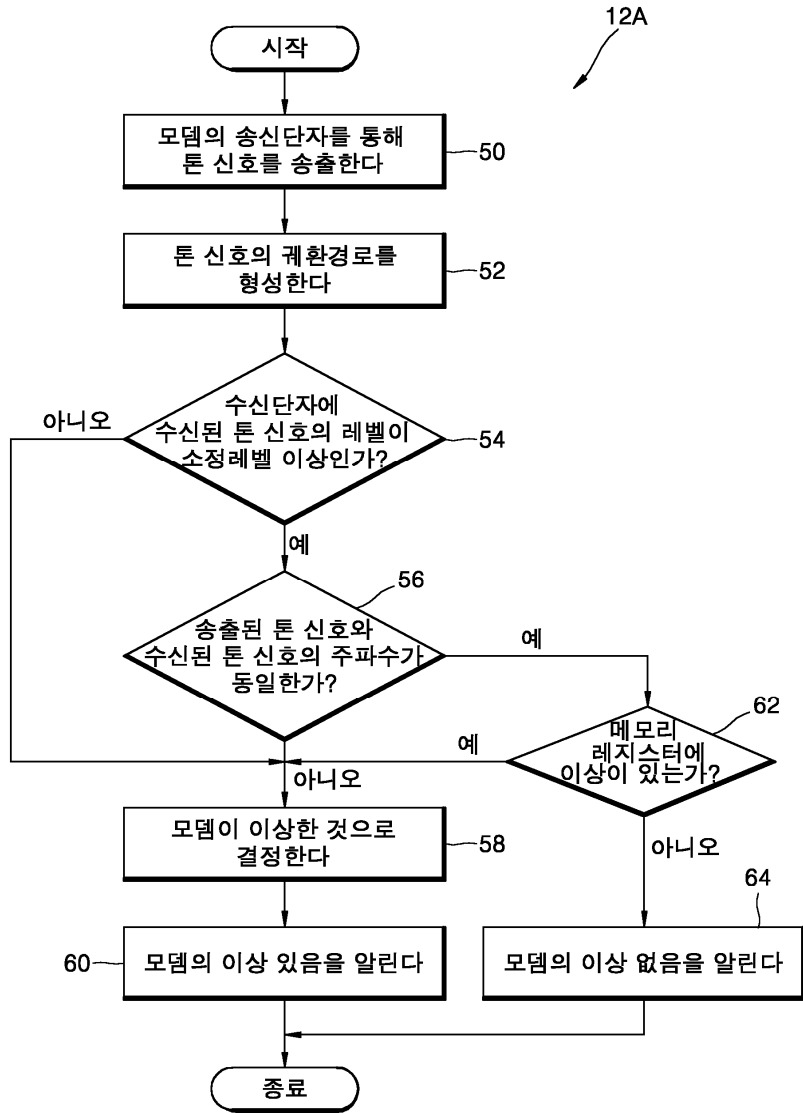 12A
시작
모뎀의 송신단자를 통해
톤 신호를 송출한다
50
톤 신호의 궤환경로를
형성한다
52
아니오
수신단자에
수신된 톤 신호의 레벨이
소정레벨 이상인가?
54
예
56
송출된 톤 신호와
수신된 톤 신호의 주파수가
동일한가?
예
62
메모리
레지스터에
이상이 있는가?
예
아니오
모뎀이 이상한 것으로
결정한다
58
아니오
64
60
모뎀의 이상 있음을 알린다
모뎀의 이상 없음을 알린다
종료